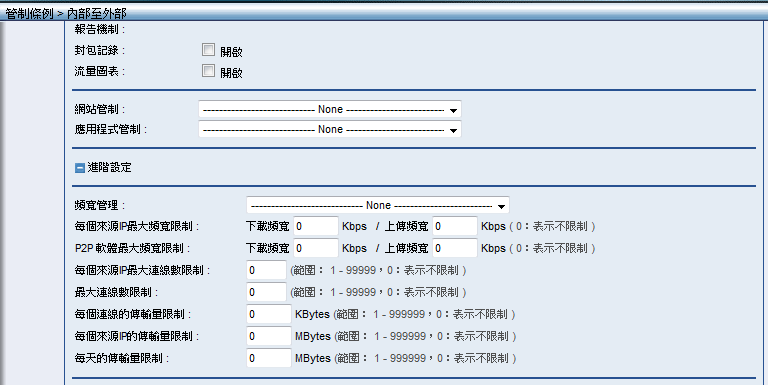 管制條例 > 內部至外部
報告機制 :
封包記錄 : 開啟
流量圖表 : 開啟
網站管制 : ---------------------------- None ------------------------
應用程式管制 : ---------------------------- None ------------------------
進階設定
頻寬管理 : ---------------------------- None ------------------------
每個來源IP最大頻寬限制 : 下載頻寬 0 Kbps / 上傳頻寬 0 Kbps ( 0：表示不限制 )
P2P 軟體最大頻寬限制 : 下載頻寬 0 Kbps / 上傳頻寬 0 Kbps ( 0：表示不限制 )
每個來源IP最大連線數限制 : 0 (範圍： 1 - 99999，0：表示不限制 )
最大連線數限制 : 0 (範圍： 1 - 99999，0：表示不限制 )
每個連線的傳輸量限制 : 0 KBytes (範圍： 1 - 999999，0：表示不限制 )
每個來源IP的傳輸量限制 : 0 MBytes (範圍： 1 - 999999，0：表示不限制 )
每天的傳輸量限制 : 0 MBytes (範圍： 1 - 999999，0：表示不限制 )